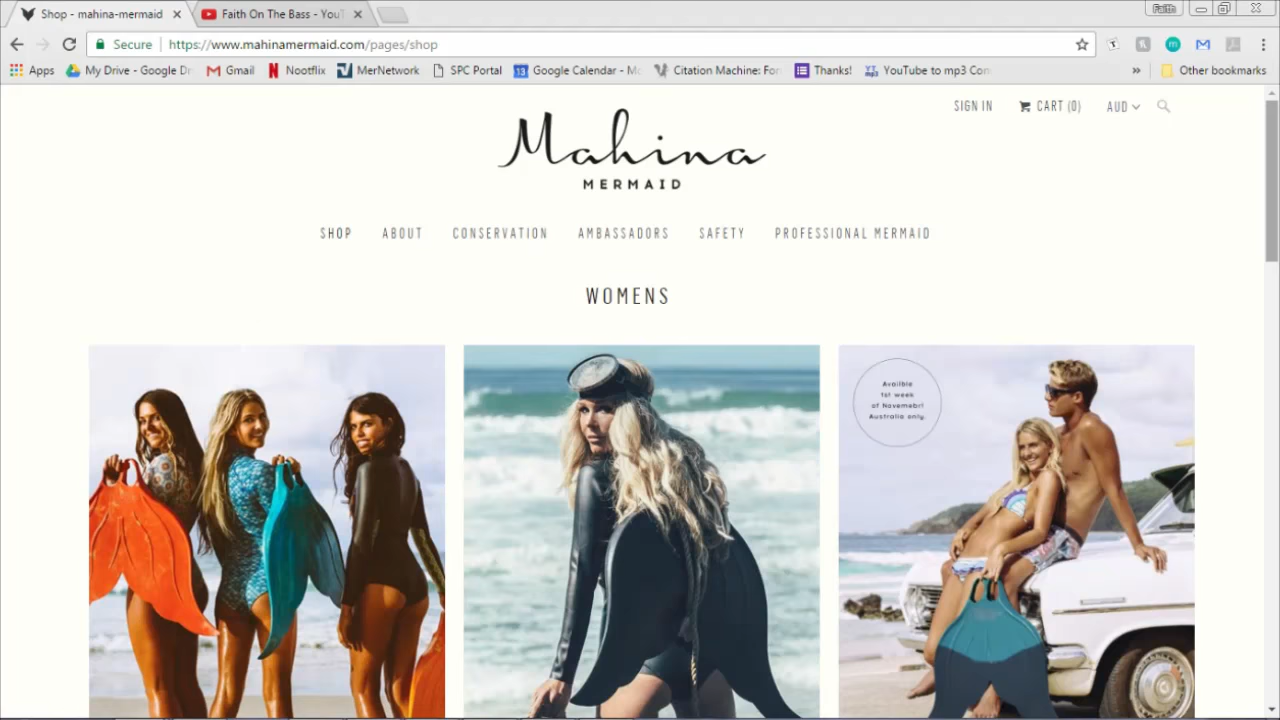 Shop - mahina-mermaid
Faith On The Bass - YouT
Faith
Secure
https://www.mahinamermaid.com/pages/shop
Apps
My Drive - Google Dr
Gmail
Nootflix
MerNetwork
SPC Portal
Google Calendar - Mo
Citation Machine: For
Thanks!
YouTube to mp3 Con
»
Other bookmarks
SIGN IN
CART (0)
AUD
Mahina
MERMAID
SHOP
ABOUT
CONSERVATION
AMBASSADORS
SAFETY
PROFESSIONAL MERMAID
WOMENS
Availble
1st week
of Novemebr!
Australia only.